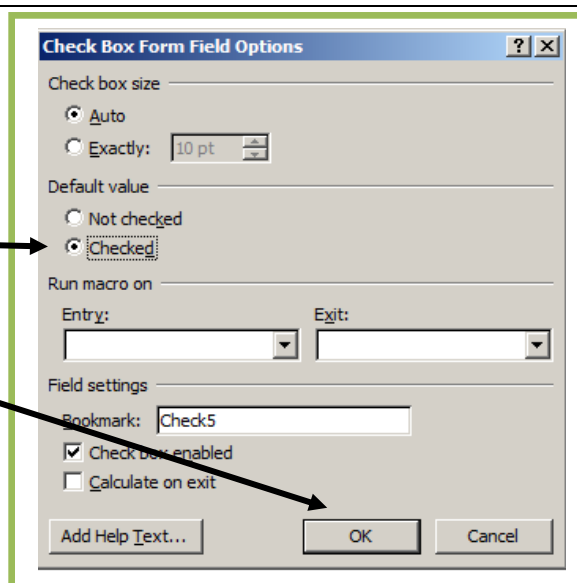 Check Box Form Field Options
Check box size
Auto
Exactly: 10 pt
Default value
Not checked
Checked
Run macro on
Entry: Exit:
Field settings
Bookmark: Check5
Check box enabled
Calculate on exit
Add Help Text... OK Cancel